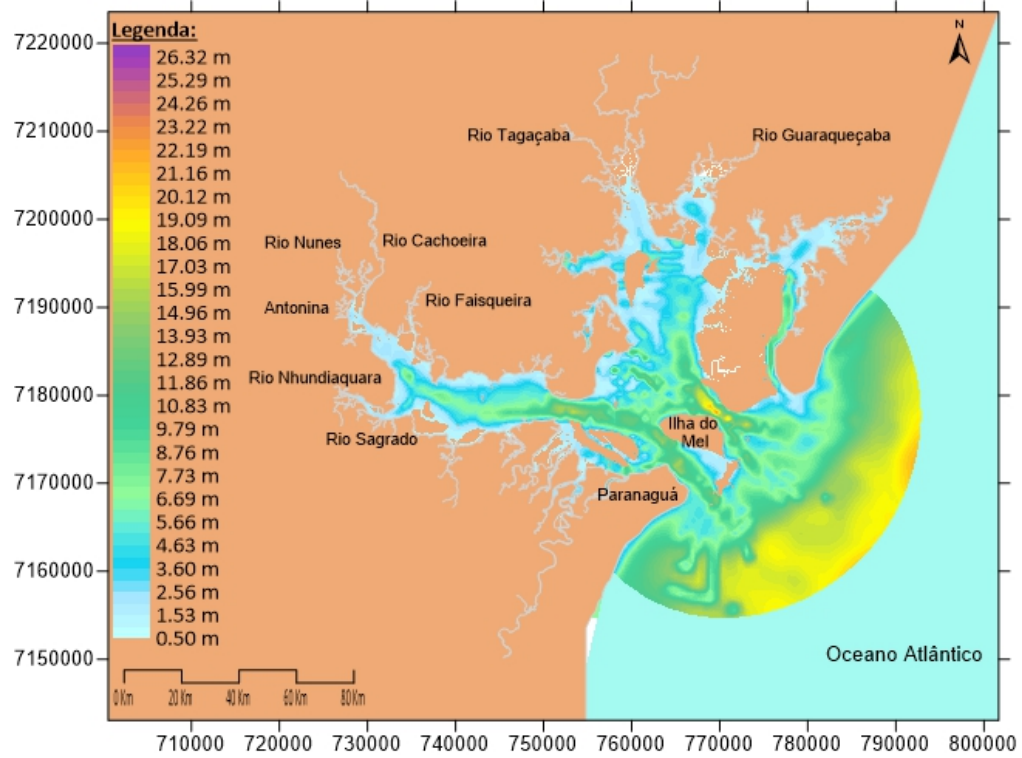 Legenda:
26.32 m
25.29 m
24.26 m
23.22 m
22.19 m
21.16 m
20.12 m
19.09 m
18.06 m
17.03 m
15.99 m
14.96 m
13.93 m
12.89 m
11.86 m
10.83 m
9.79 m
8.76 m
7.73 m
6.69 m
5.66 m
4.63 m
3.60 m
2.56 m
1.53 m
0.50 m
7220000
7210000
7200000
7190000
7180000
7170000
7160000
7150000
N
Rio Tagaçaba
Rio Guaraqueçaba
Rio Nunes
Rio Cachoeira
Antonina
Rio Faisqueira
Rio Nhundiaquara
Rio Sagrado
Ilha do
Mel
Paranaguá
Oceano Atlântico
0 Km 20 Km 40 Km 60 Km 80 Km
710000 720000 730000 740000 750000 760000 770000 780000 790000 800000